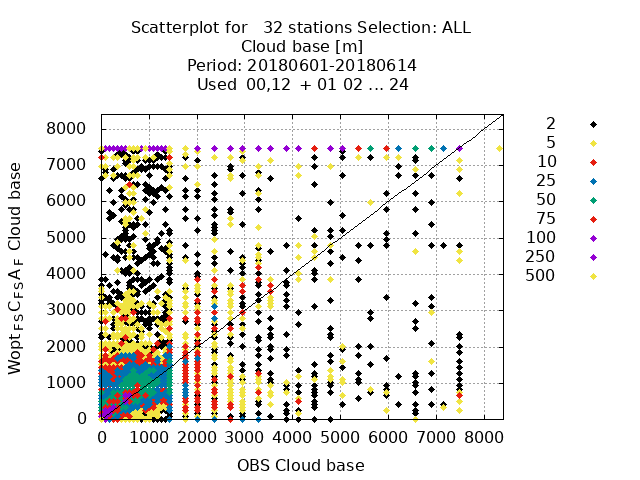 Scatterplot for 32 stations Selection: ALL
Cloud base [m]
Period: 20180601-20180614
Used 00,12 + 01 02 ... 24
8000
7000
6000
5000
4000
3000
2000
1000
0
0 1000 2000 3000 4000 5000 6000 7000 8000
OBS Cloud base
Wopt FS C FS A F Cloud base
2
5
10
25
50
75
100
250
500